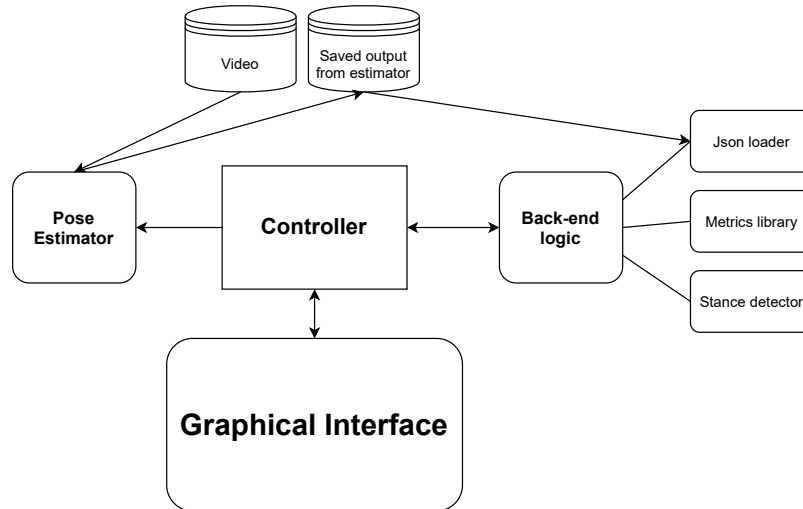 Video
Saved output
from estimator
Json loader
Pose
Estimator
Controller
Back-end
logic
Metrics library
Stance detector
Graphical Interface